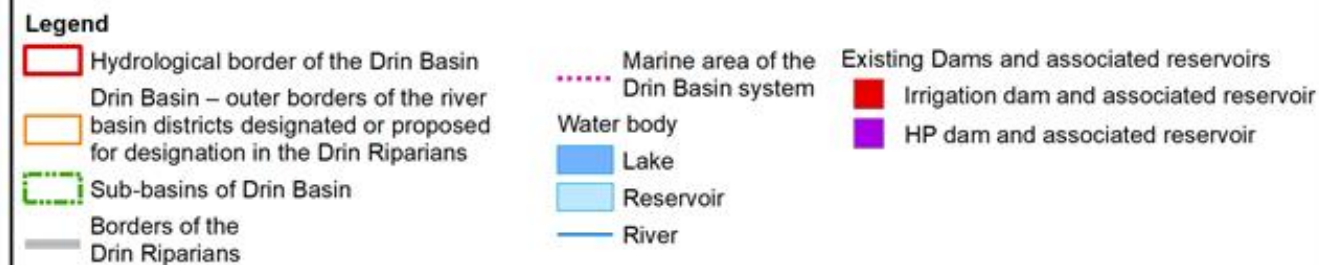 Legend
Hydrological border of the Drin Basin
Drin Basin – outer borders of the river
basin districts designated or proposed
for designation in the Drin Riparians
Sub-basins of Drin Basin
Borders of the
Drin Riparians
Marine area of the
Drin Basin system
Water body
Lake
Reservoir
River
Existing Dams and associated reservoirs
Irrigation dam and associated reservoir
HP dam and associated reservoir